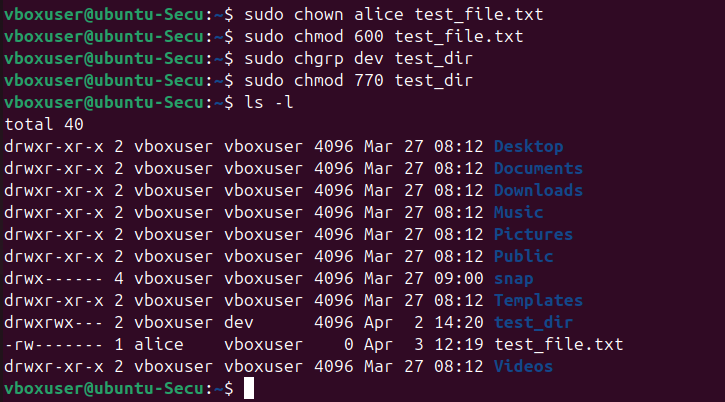 vboxuser@ubuntu-Secu:~$ sudo chown alice test_file.txt
vboxuser@ubuntu-Secu:~$ sudo chmod 600 test_file.txt
vboxuser@ubuntu-Secu:~$ sudo chgrp dev test_dir
vboxuser@ubuntu-Secu:~$ sudo chmod 770 test_dir
vboxuser@ubuntu-Secu:~$ ls -l
total 40
drwxr-xr-x 2 vboxuser vboxuser 4096 Mar 27 08:12 Desktop
drwxr-xr-x 2 vboxuser vboxuser 4096 Mar 27 08:12 Documents
drwxr-xr-x 2 vboxuser vboxuser 4096 Mar 27 08:12 Downloads
drwxr-xr-x 2 vboxuser vboxuser 4096 Mar 27 08:12 Music
drwxr-xr-x 2 vboxuser vboxuser 4096 Mar 27 08:12 Pictures
drwxr-xr-x 2 vboxuser vboxuser 4096 Mar 27 08:12 Public
drwx------ 4 vboxuser vboxuser 4096 Mar 27 09:00 snap
drwxr-xr-x 2 vboxuser vboxuser 4096 Mar 27 08:12 Templates
drwxrwx--- 2 vboxuser dev      4096 Apr  2 14:20 test_dir
-rw------- 1 alice    vboxuser    0 Apr  3 12:19 test_file.txt
drwxr-xr-x 2 vboxuser vboxuser 4096 Mar 27 08:12 Videos
vboxuser@ubuntu-Secu:~$